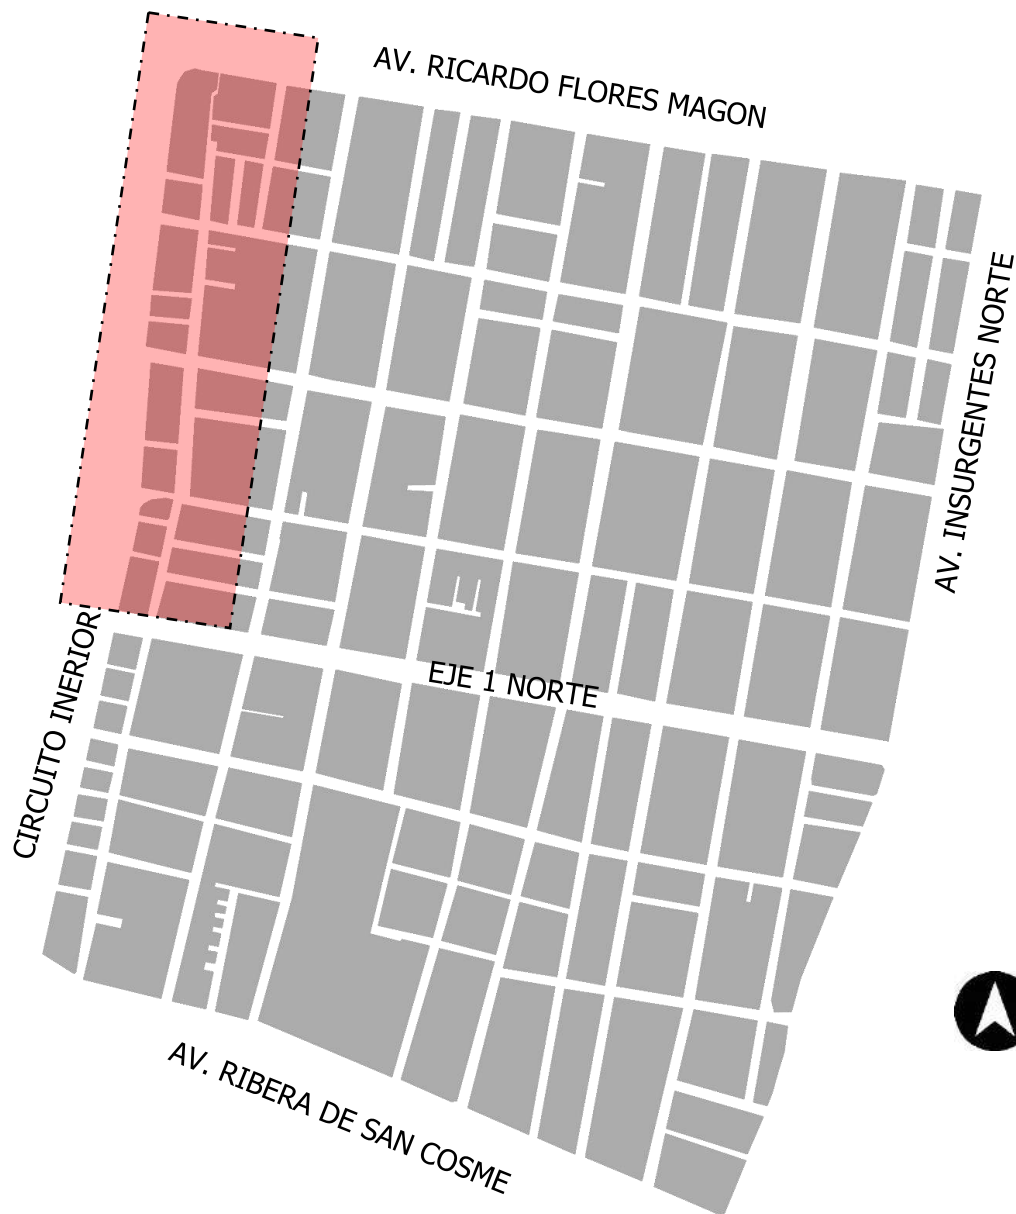 AV. RICARDO FLORES MAGON
AV. INSURGENTES NORTE
EJE 1 NORTE
CIRCUITO INERIOR
AV. RIBERA DE SAN COSME